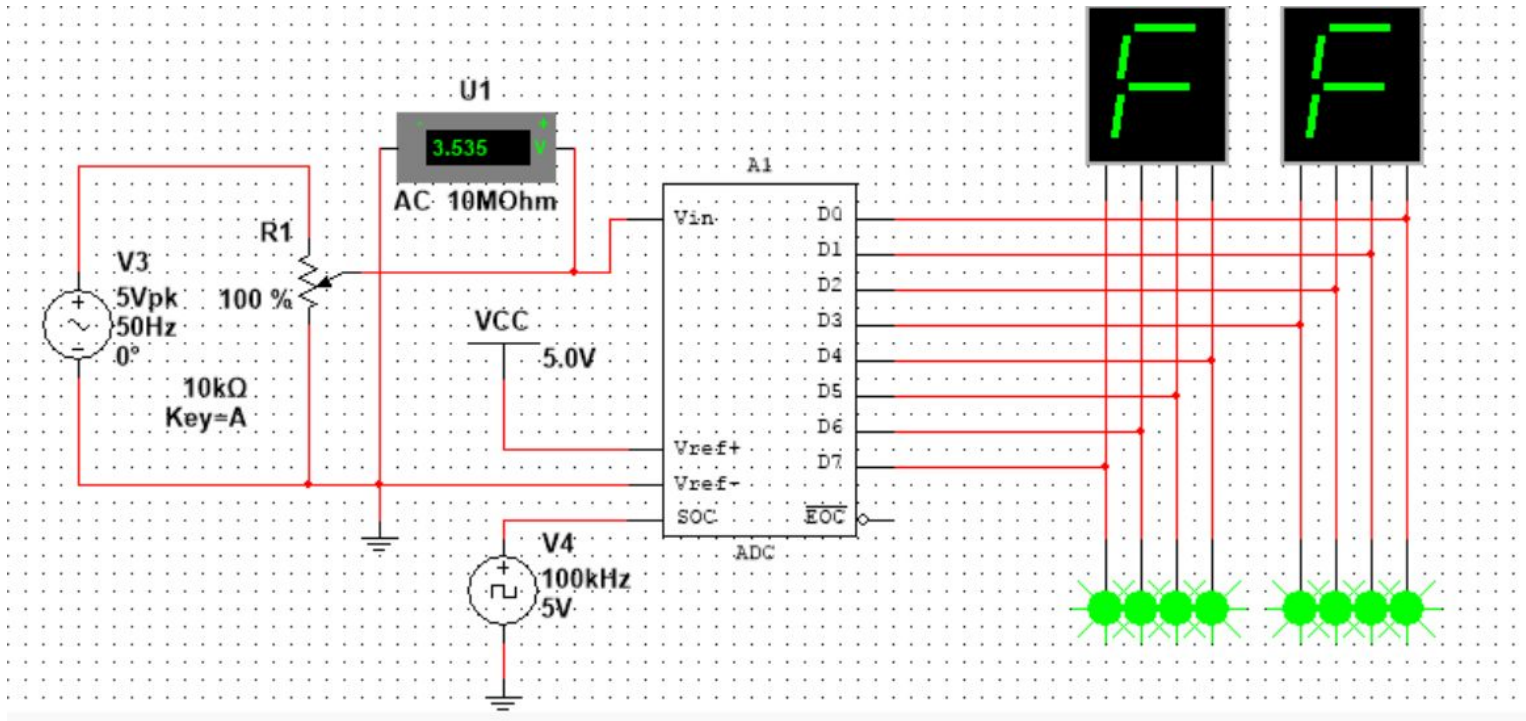 F F
U1
- +
3.535 V
AC 10MOhm
A1
Vin
D0
D1
D2
D3
D4
D5
D6
D7
Vref+
Vref-
SOC
EOC
ADC
R1
100 %
10kΩ
Key=A
V3
+
5Vpk
50Hz
0°
VCC
5.0V
V4
+
100kHz
5V